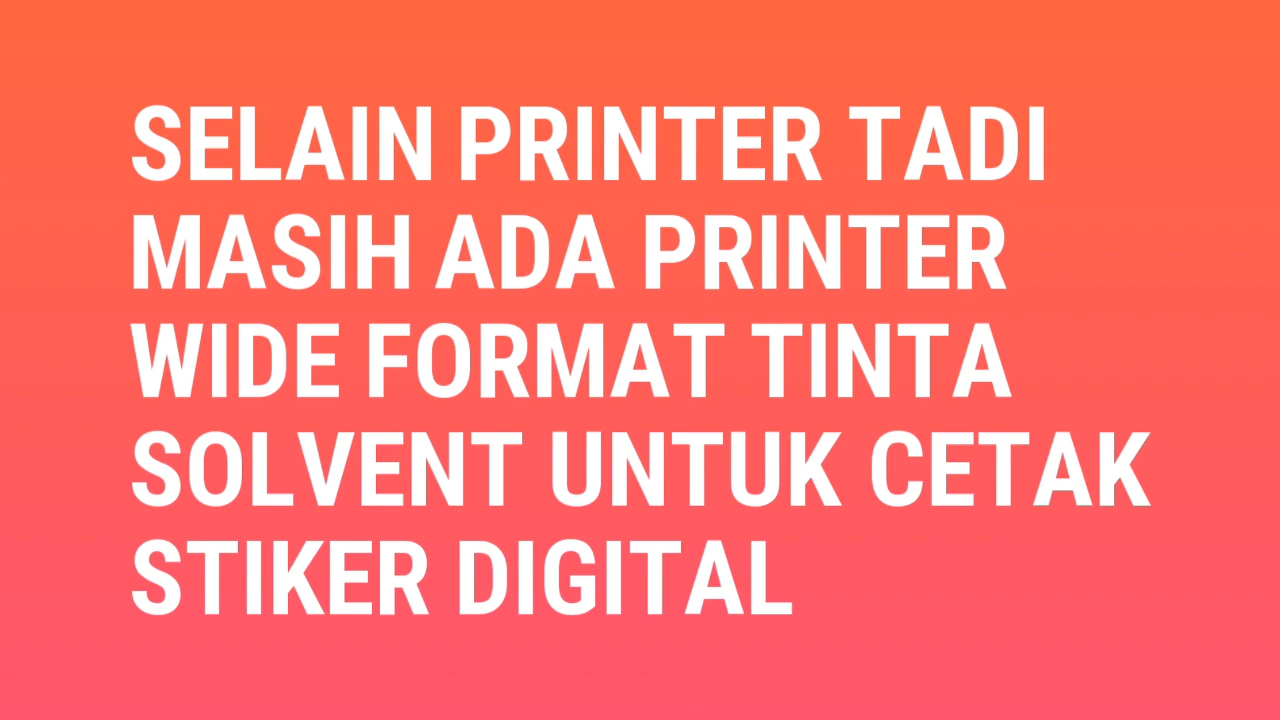 SELAIN PRINTER TADI
MASIH ADA PRINTER
WIDE FORMAT TINTA
SOLVENT UNTUK CETAK
STIKER DIGITAL